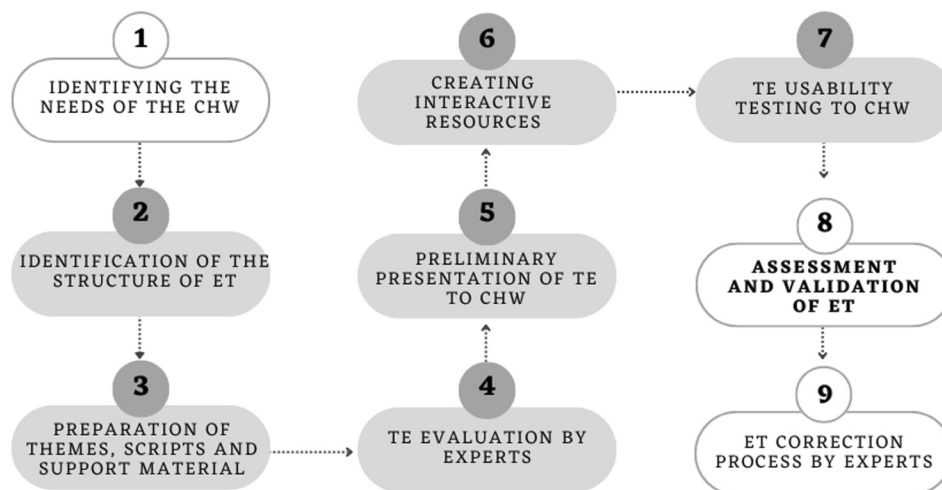 1
IDENTIFYING THE
NEEDS OF THE CHW
2
IDENTIFICATION OF THE
STRUCTURE OF ET
3
PREPARATION OF
THEMES, SCRIPTS AND
SUPPORT MATERIAL
4
TE EVALUATION BY
EXPERTS
5
PRELIMINARY
PRESENTATION OF TE
TO CHW
6
CREATING
INTERACTIVE
RESOURCES
7
TE USABILITY
TESTING TO CHW
8
ASSESSMENT
AND VALIDATION
OF ET
9
ET CORRECTION
PROCESS BY EXPERTS